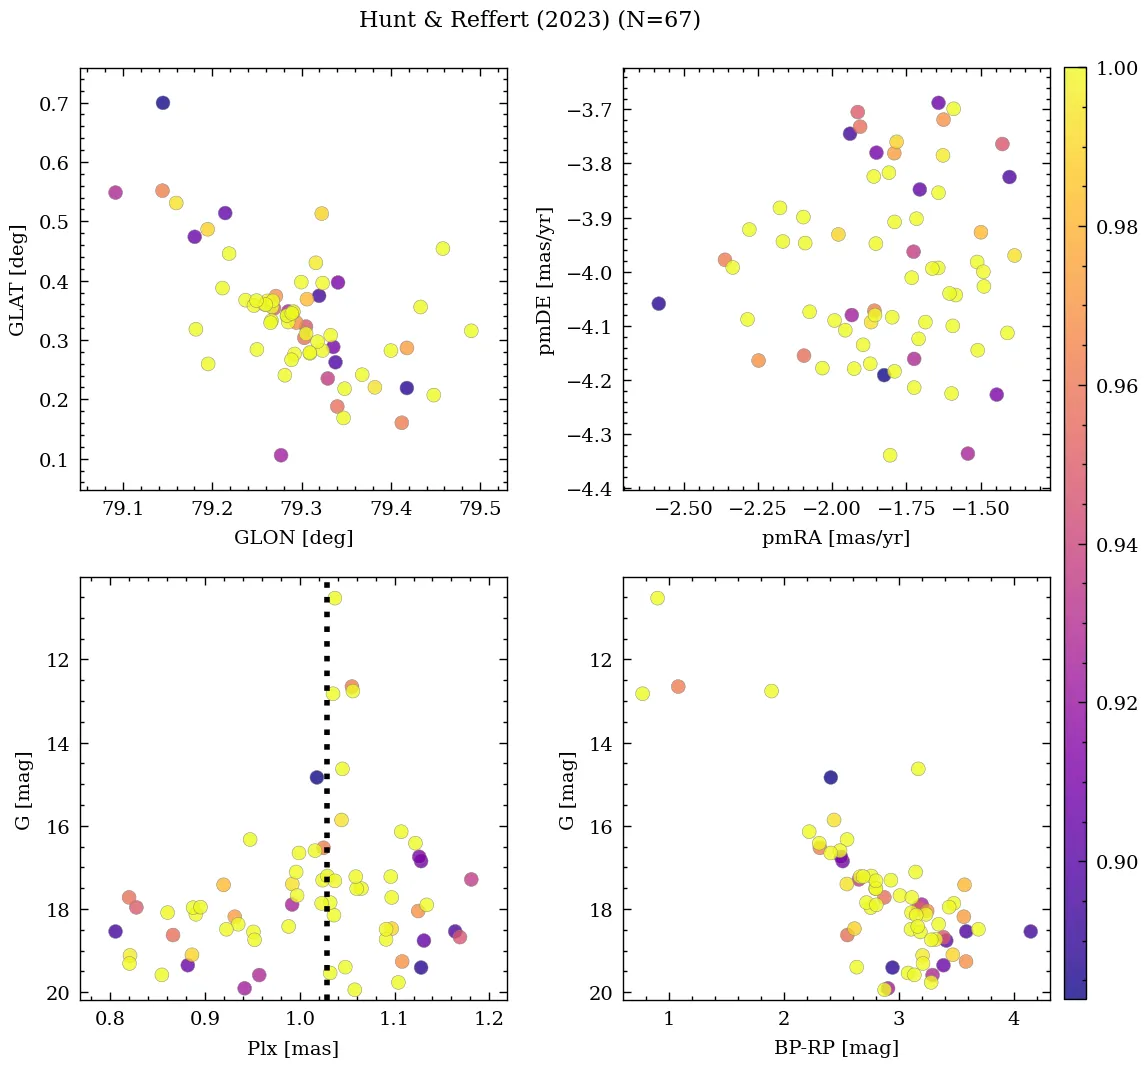 Hunt & Reffert (2023) (N=67)
0.7
0.6
0.5
0.4
0.3
0.2
0.1
GLAT [deg]
79.1 79.2 79.3 79.4 79.5
GLON [deg]
−3.7
−3.8
−3.9
−4.0
−4.1
−4.2
−4.3
−4.4
pmDE [mas/yr]
−2.50 −2.25 −2.00 −1.75 −1.50
pmRA [mas/yr]
1.00
0.98
0.96
0.94
0.92
0.90
12
14
16
18
20
G [mag]
0.8 0.9 1.0 1.1 1.2
Plx [mas]
12
14
16
18
20
G [mag]
1 2 3 4
BP-RP [mag]